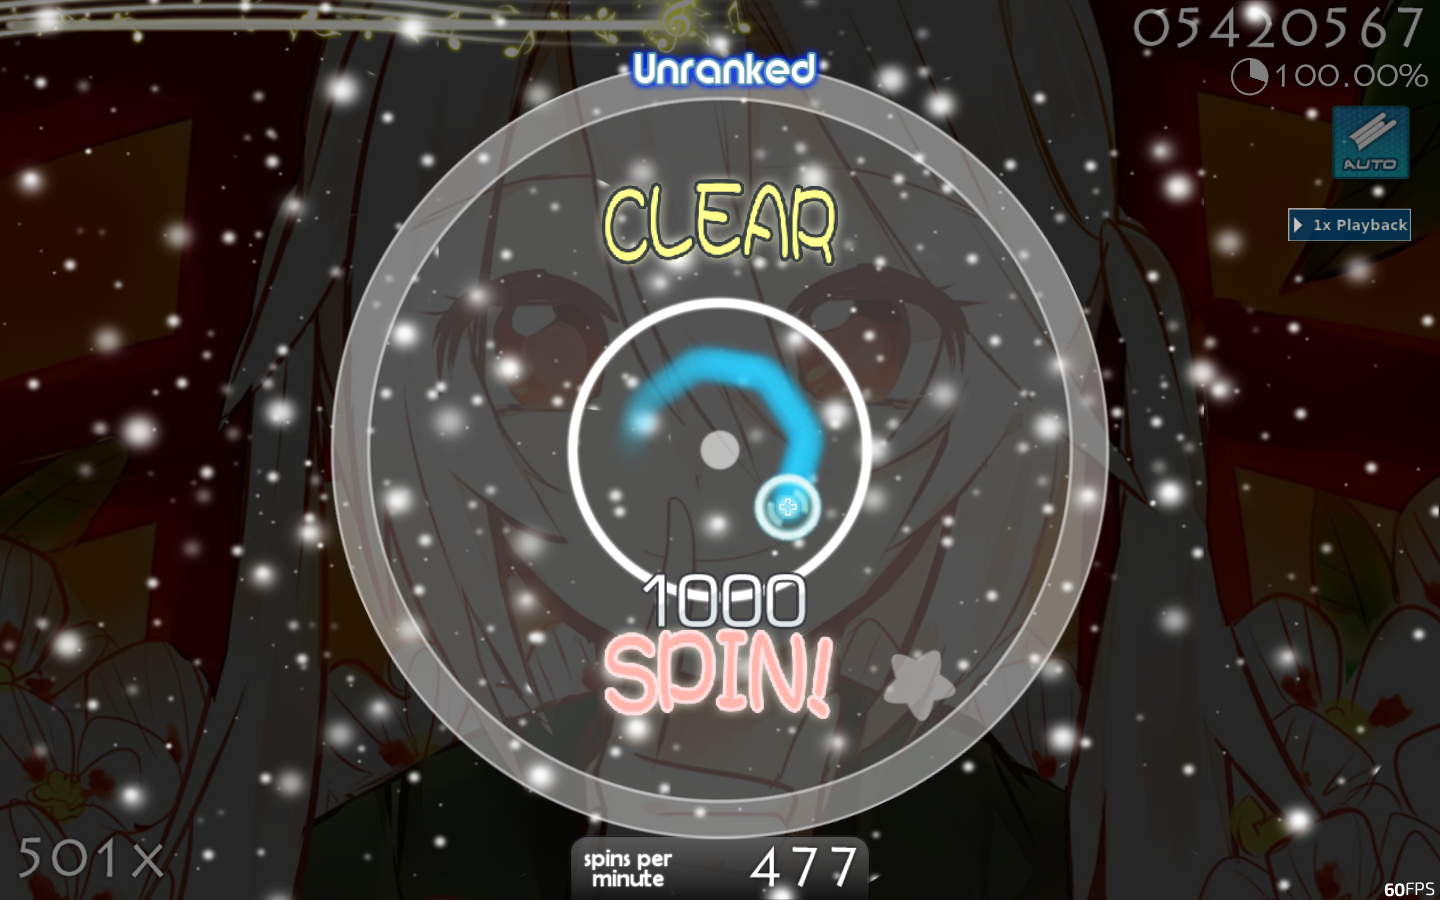 05420567
Unranked
100.00%
AUTO
1x Playback
CLEAR
1000
SPIN!
501x
spins per
minute
477
60FPS